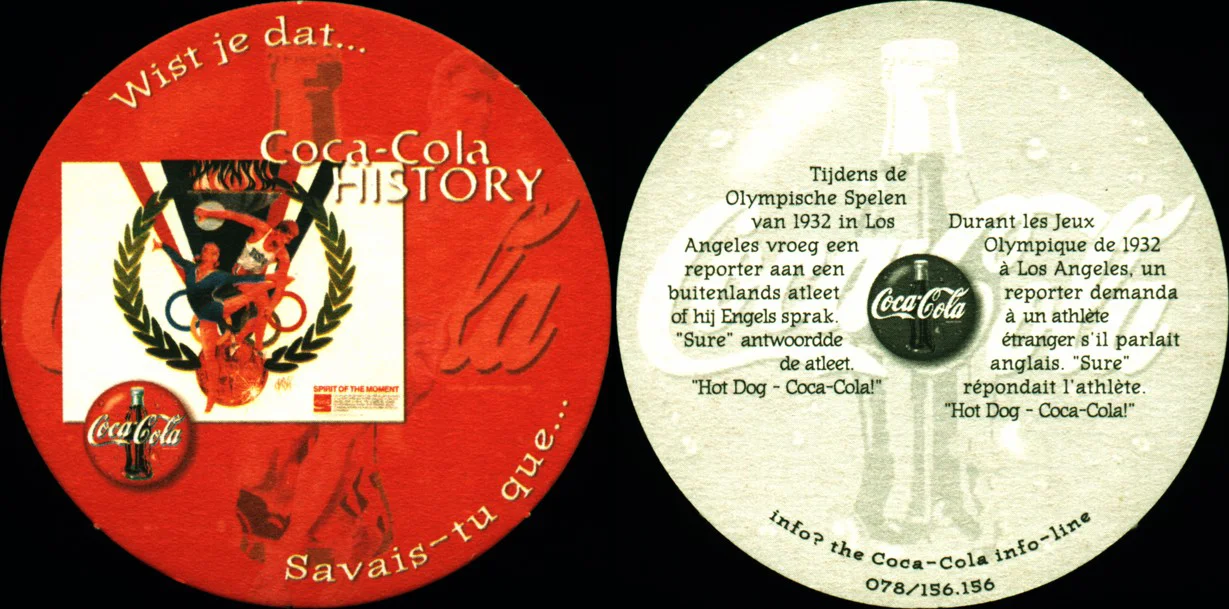 Wist je dat...
Coca-Cola
HISTORY
SPIRIT OF THE MOMENT
Coca-Cola
Savais-tu que...
Tijdens de
Olympische Spelen
van 1932 in Los
Angeles vroeg een
reporter aan een
buitenlands atleet
of hij Engels sprak.
"Sure" antwoordde
de atleet.
"Hot Dog - Coca-Cola!"
Coca-Cola
Durant les Jeux
Olympique de 1932
à Los Angeles, un
reporter demanda
à un athlète
étranger s'il parlait
anglais. "Sure"
répondait l'athlète.
"Hot Dog - Coca-Cola!"
info? the Coca-Cola info-line
078/156.156